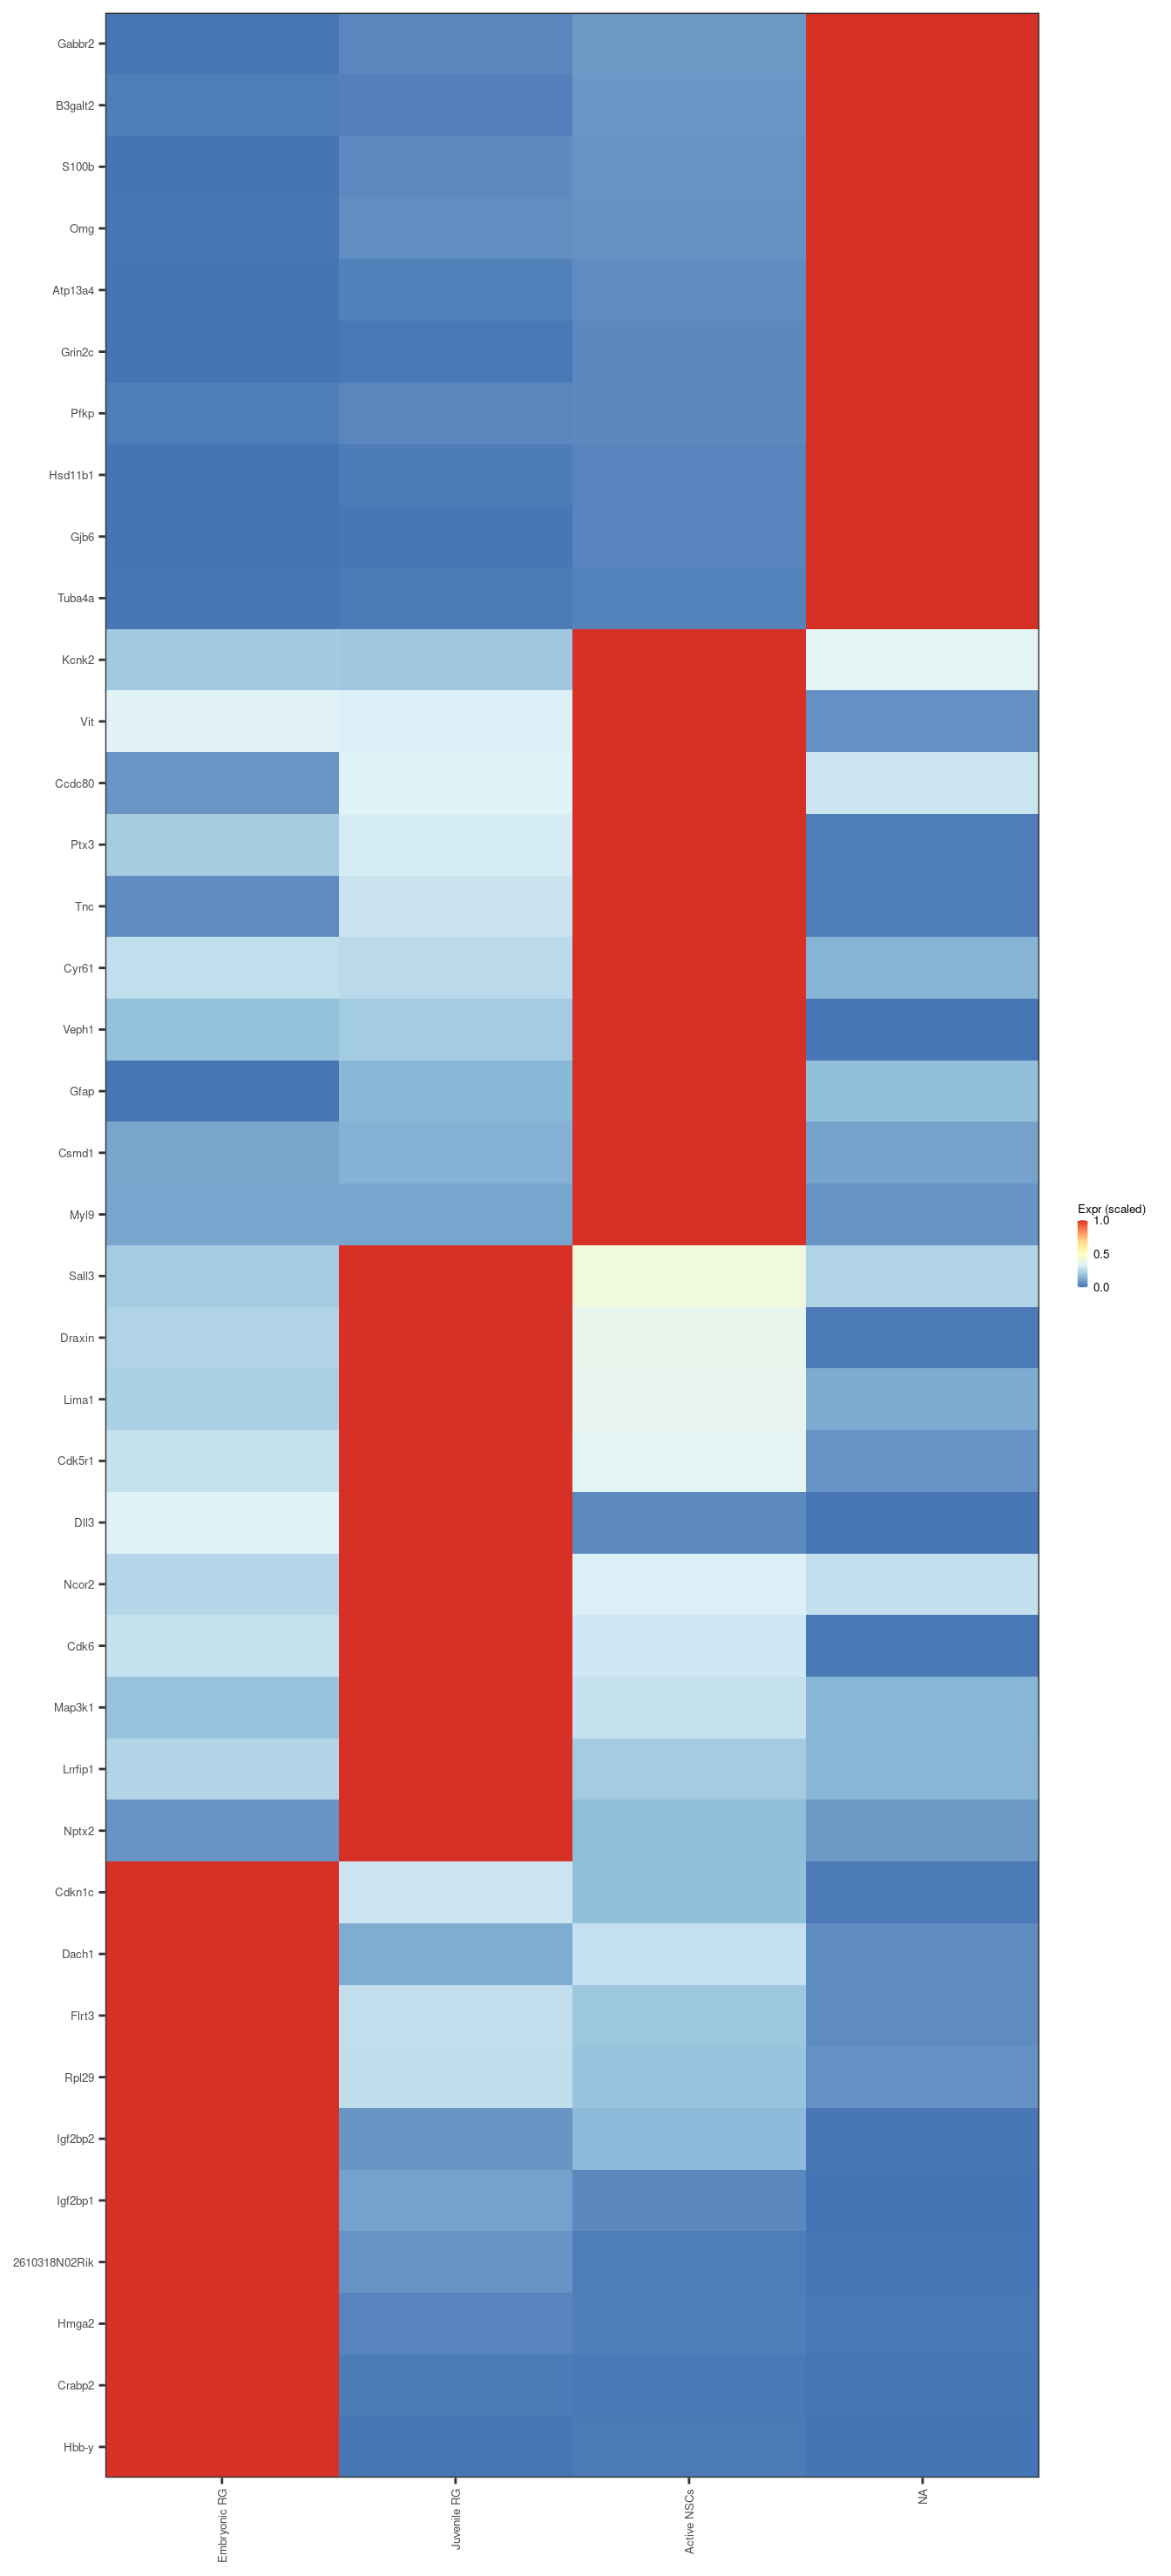 Gabbr2
B3galt2
S100b
Omg
Atp13a4
Grin2c
Pfkp
Hsd11b1
Gjb6
Tuba4a
Kcnk2
Vit
Ccdc80
Ptx3
Tnc
Cyr61
Veph1
Gfap
Csmd1
Myl9
Sall3
Draxin
Lima1
Cdk5r1
Dll3
Ncor2
Cdk6
Map3k1
Lrrfip1
Nptx2
Cdkn1c
Dach1
Flrt3
Rpl29
Igf2bp2
Igf2bp1
2610318N02Rik
Hmga2
Crabp2
Hbb-y
Embryonic RG
Juvenile RG
Active NSCs
NA
Expr (scaled)
1.0
0.5
0.0